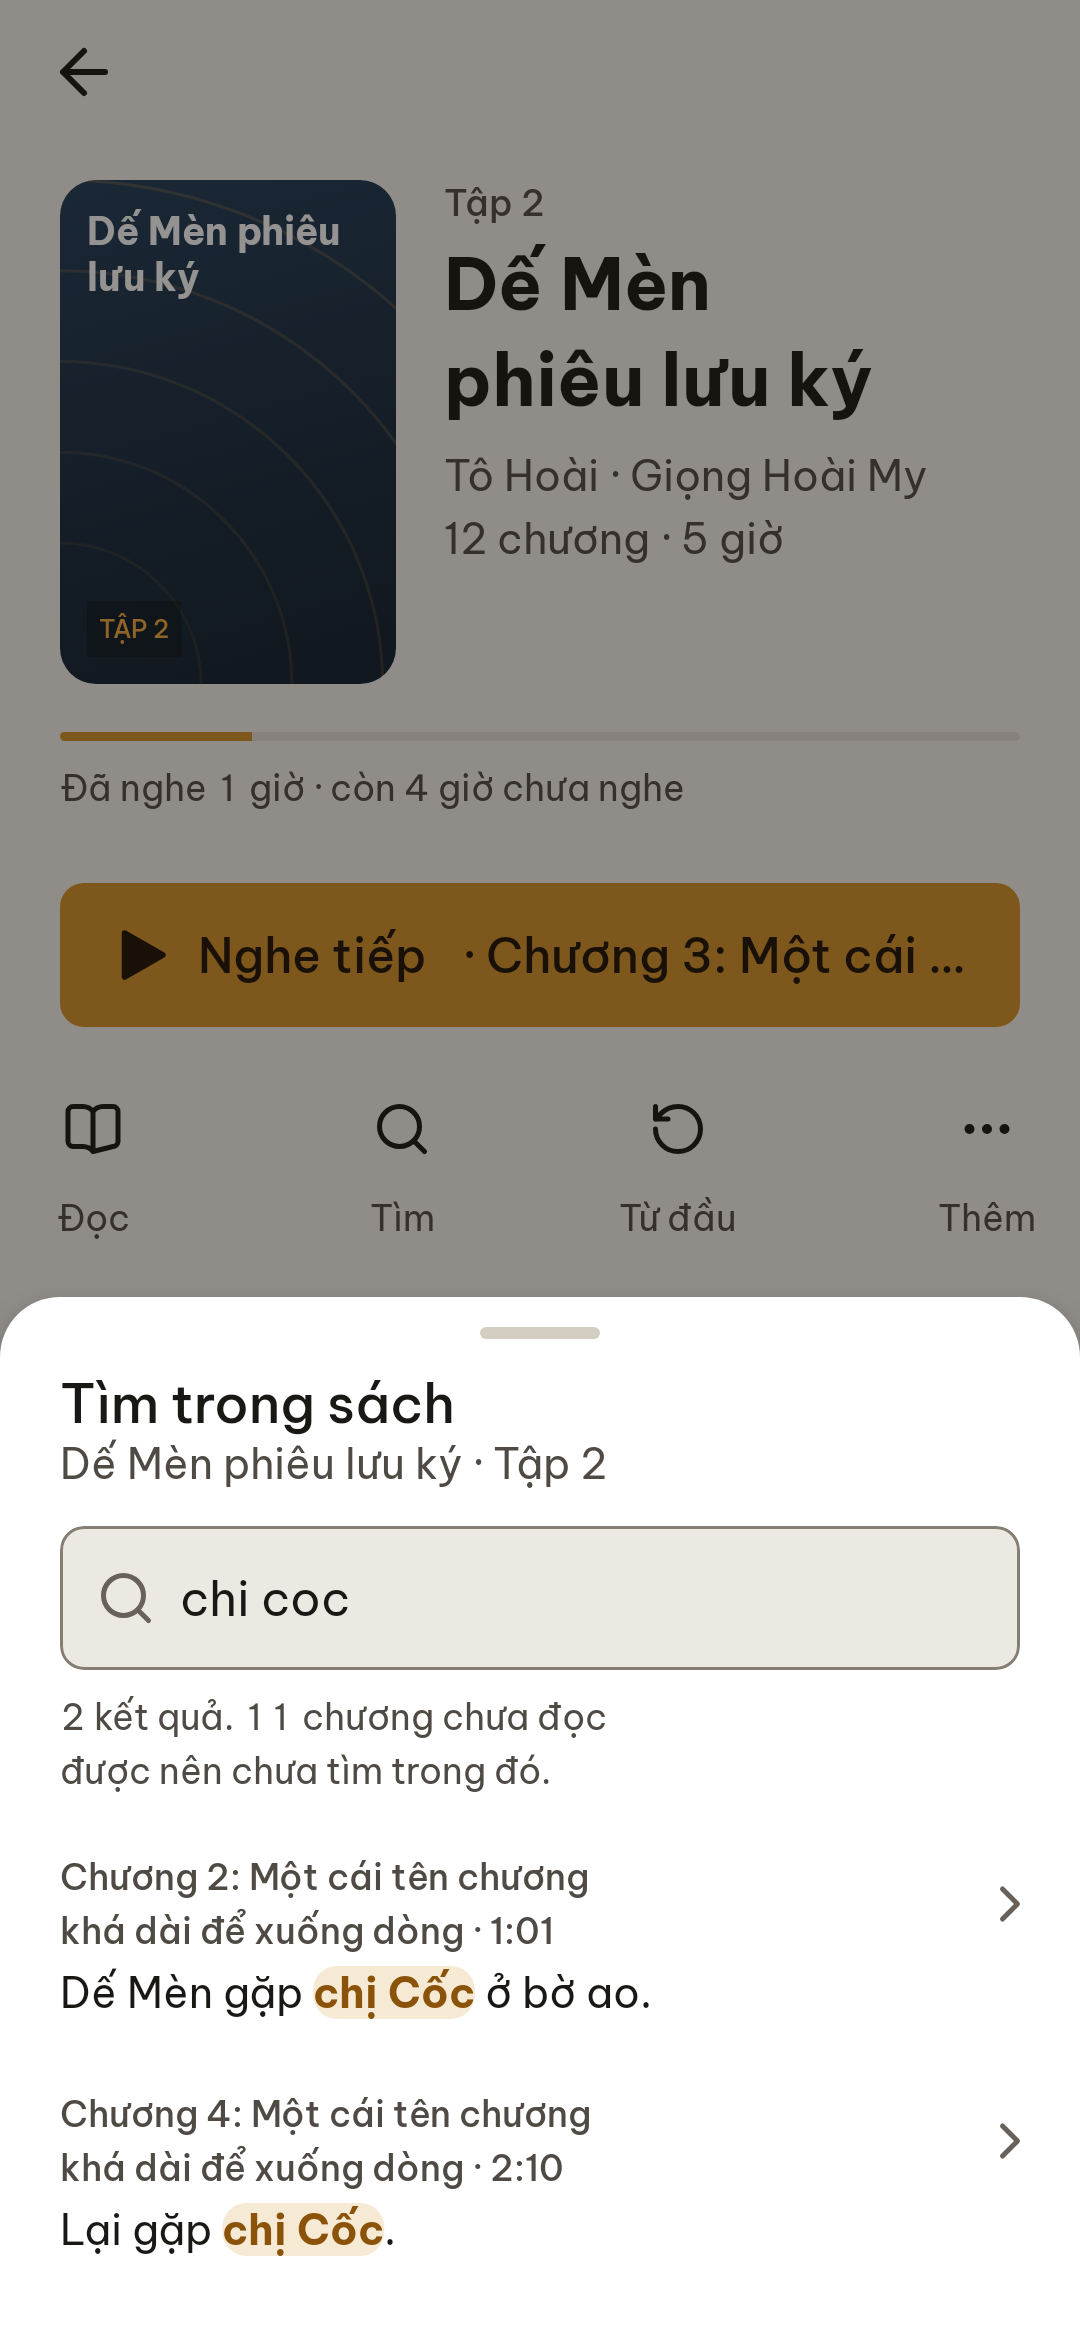 Dế Mèn phiêu
lưu ký
TẬP 2
Tập 2
Dế Mèn
phiêu lưu ký
Tô Hoài · Giọng Hoài My
12 chương · 5 giờ
Đã nghe 1 giờ · còn 4 giờ chưa nghe
Nghe tiếp · Chương 3: Một cái ...
Đọc
Tìm
Từ đầu
Thêm
Tìm trong sách
Dế Mèn phiêu lưu ký · Tập 2
chi coc
2 kết quả. 11 chương chưa đọc
được nên chưa tìm trong đó.
Chương 2: Một cái tên chương
khá dài để xuống dòng · 1:01
Dế Mèn gặp chị Cốc ở bờ ao.
Chương 4: Một cái tên chương
khá dài để xuống dòng · 2:10
Lại gặp chị Cốc.